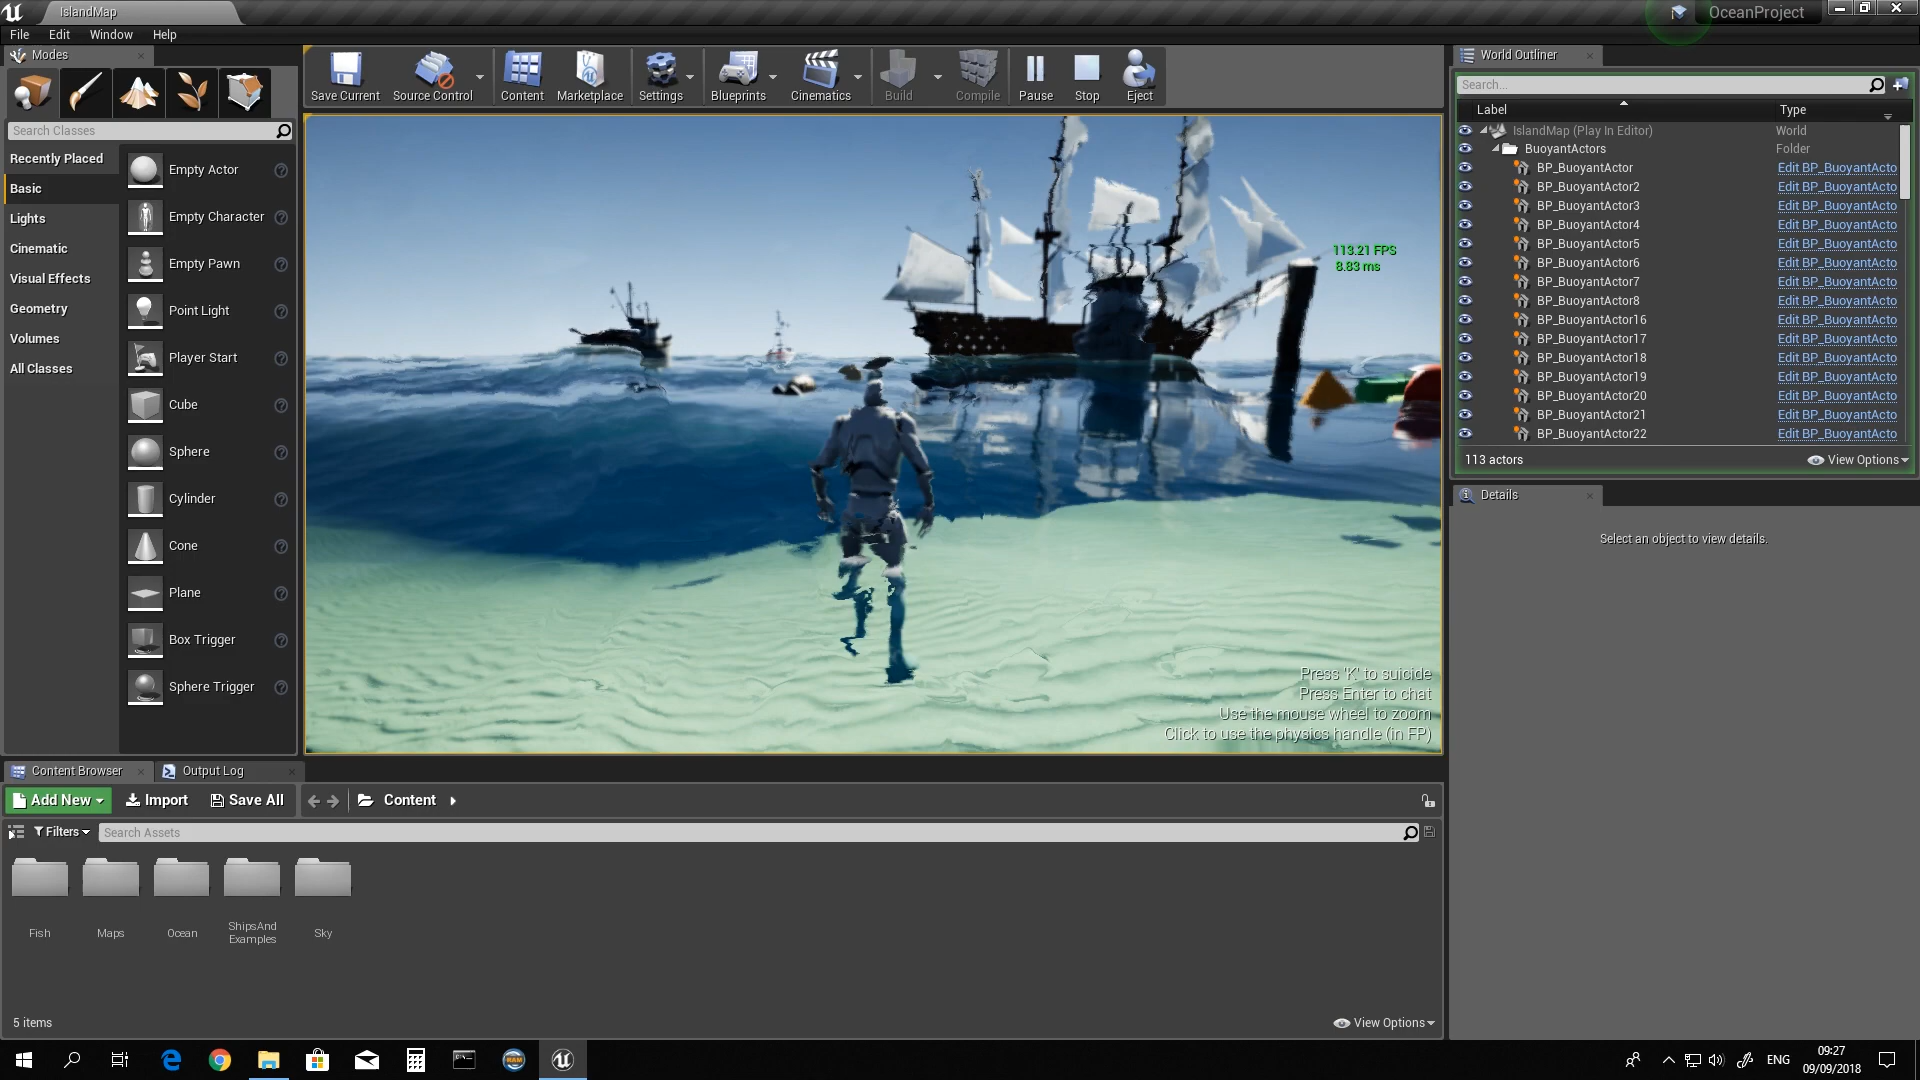 IslandMap
OceanProject
File Edit Window Help
Modes
Save Current
Source Control
Content
Marketplace
Settings
Blueprints
Cinematics
Build
Compile
Pause
Stop
Eject
Search Classes
Recently Placed
Basic
Lights
Cinematic
Visual Effects
Geometry
Volumes
All Classes
Empty Actor
Empty Character
Empty Pawn
Point Light
Player Start
Cube
Sphere
Cylinder
Cone
Plane
Box Trigger
Sphere Trigger
113.21 FPS
8.83 ms
Press 'K' to suicide
Press Enter to chat
Use the mouse wheel to zoom
Click to use the physics handle (in FP)
World Outliner
Search...
Label Type
IslandMap (Play In Editor) World
BuoyantActors Folder
BP_BuoyantActor Edit BP_BuoyantActo
BP_BuoyantActor2 Edit BP_BuoyantActo
BP_BuoyantActor3 Edit BP_BuoyantActo
BP_BuoyantActor4 Edit BP_BuoyantActo
BP_BuoyantActor5 Edit BP_BuoyantActo
BP_BuoyantActor6 Edit BP_BuoyantActo
BP_BuoyantActor7 Edit BP_BuoyantActo
BP_BuoyantActor8 Edit BP_BuoyantActo
BP_BuoyantActor16 Edit BP_BuoyantActo
BP_BuoyantActor17 Edit BP_BuoyantActo
BP_BuoyantActor18 Edit BP_BuoyantActo
BP_BuoyantActor19 Edit BP_BuoyantActo
BP_BuoyantActor20 Edit BP_BuoyantActo
BP_BuoyantActor21 Edit BP_BuoyantActo
BP_BuoyantActor22 Edit BP_BuoyantActo
113 actors View Options
Details
Select an object to view details.
Content Browser Output Log
Add New Import Save All Content
Filters Search Assets
Fish
Maps
Ocean
ShipsAnd
Examples
Sky
5 items View Options
ENG
09:27
09/09/2018